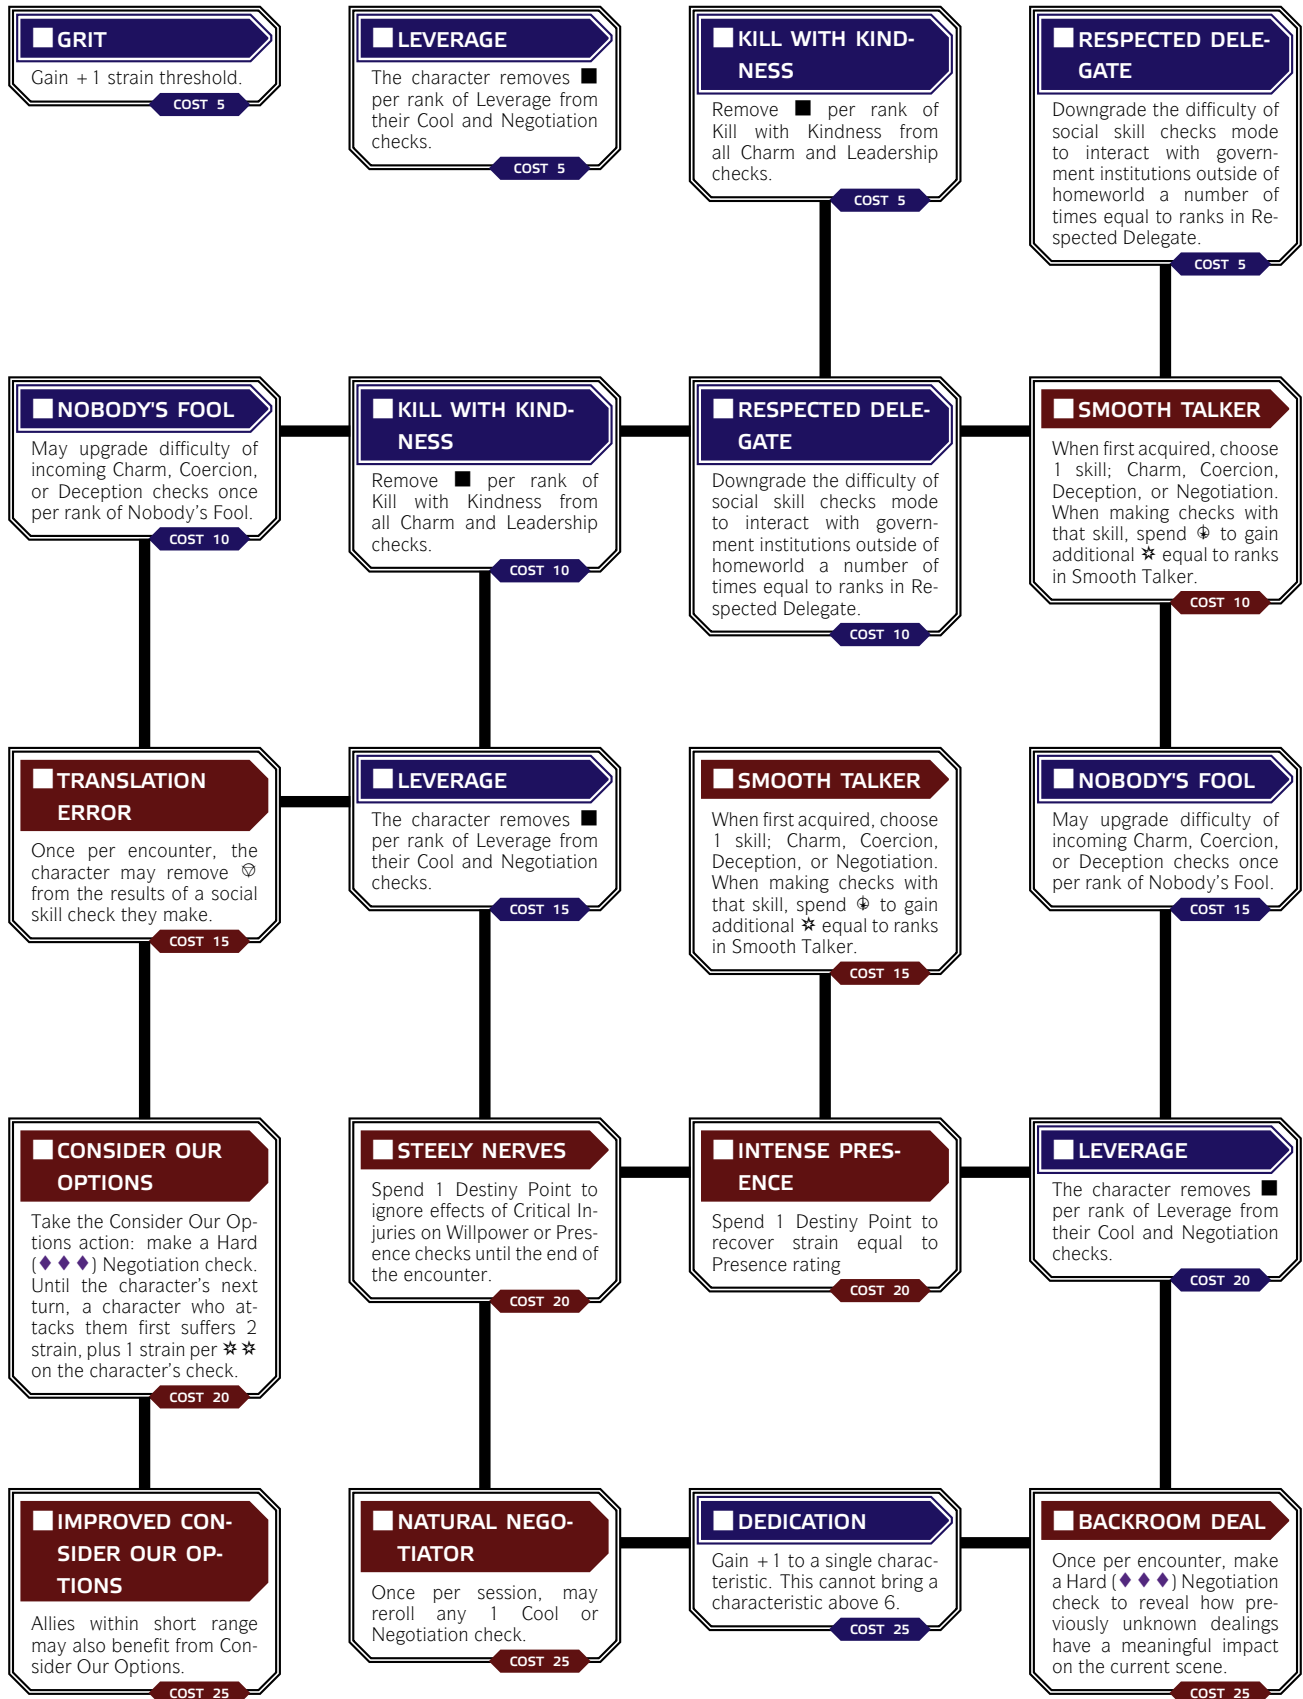 GRIT
Gain +1 strain threshold.
COST 5
LEVERAGE
The character removes ■
per rank of Leverage from
their Cool and Negotiation
checks.
COST 5
KILL WITH KIND-
NESS
Remove ■ per rank of
Kill with Kindness from
all Charm and Leadership
checks.
COST 5
RESPECTED DELE-
GATE
Downgrade the difficulty of
social skill checks mode
to interact with govern-
ment institutions outside of
homeworld a number of
times equal to ranks in Re-
spected Delegate.
COST 5
NOBODY'S FOOL
May upgrade difficulty of
incoming Charm, Coercion,
or Deception checks once
per rank of Nobody's Fool.
COST 10
KILL WITH KIND-
NESS
Remove ■ per rank of
Kill with Kindness from
all Charm and Leadership
checks.
COST 10
RESPECTED DELE-
GATE
Downgrade the difficulty of
social skill checks mode
to interact with govern-
ment institutions outside of
homeworld a number of
times equal to ranks in Re-
spected Delegate.
COST 10
SMOOTH TALKER
When first acquired, choose
1 skill; Charm, Coercion,
Deception, or Negotiation.
When making checks with
that skill, spend to gain
additional equal to ranks
in Smooth Talker.
COST 10
TRANSLATION
ERROR
Once per encounter, the
character may remove
from the results of a social
skill check they make.
COST 15
LEVERAGE
The character removes ■
per rank of Leverage from
their Cool and Negotiation
checks.
COST 15
SMOOTH TALKER
When first acquired, choose
1 skill; Charm, Coercion,
Deception, or Negotiation.
When making checks with
that skill, spend to gain
additional equal to ranks
in Smooth Talker.
COST 15
NOBODY'S FOOL
May upgrade difficulty of
incoming Charm, Coercion,
or Deception checks once
per rank of Nobody's Fool.
COST 15
CONSIDER OUR
OPTIONS
Take the Consider Our Op-
tions action: make a Hard
(♦ ♦ ♦) Negotiation check.
Until the character's next
turn, a character who at-
tacks them first suffers 2
strain, plus 1 strain per
on the character's check.
COST 20
STEELY NERVES
Spend 1 Destiny Point to
ignore effects of Critical In-
juries on Willpower or Pres-
ence checks until the end of
the encounter.
COST 20
INTENSE PRES-
ENCE
Spend 1 Destiny Point to
recover strain equal to
Presence rating
COST 20
LEVERAGE
The character removes ■
per rank of Leverage from
their Cool and Negotiation
checks.
COST 20
IMPROVED CON-
SIDER OUR OP-
TIONS
Allies within short range
may also benefit from Con-
sider Our Options.
COST 25
NATURAL NEGO-
TIATOR
Once per session, may
reroll any 1 Cool or
Negotiation check.
COST 25
DEDICATION
Gain +1 to a single charac-
teristic. This cannot bring a
characteristic above 6.
COST 25
BACKROOM DEAL
Once per encounter, make
a Hard (♦ ♦ ♦) Negotiation
check to reveal how pre-
viously unknown dealings
have a meaningful impact
on the current scene.
COST 25